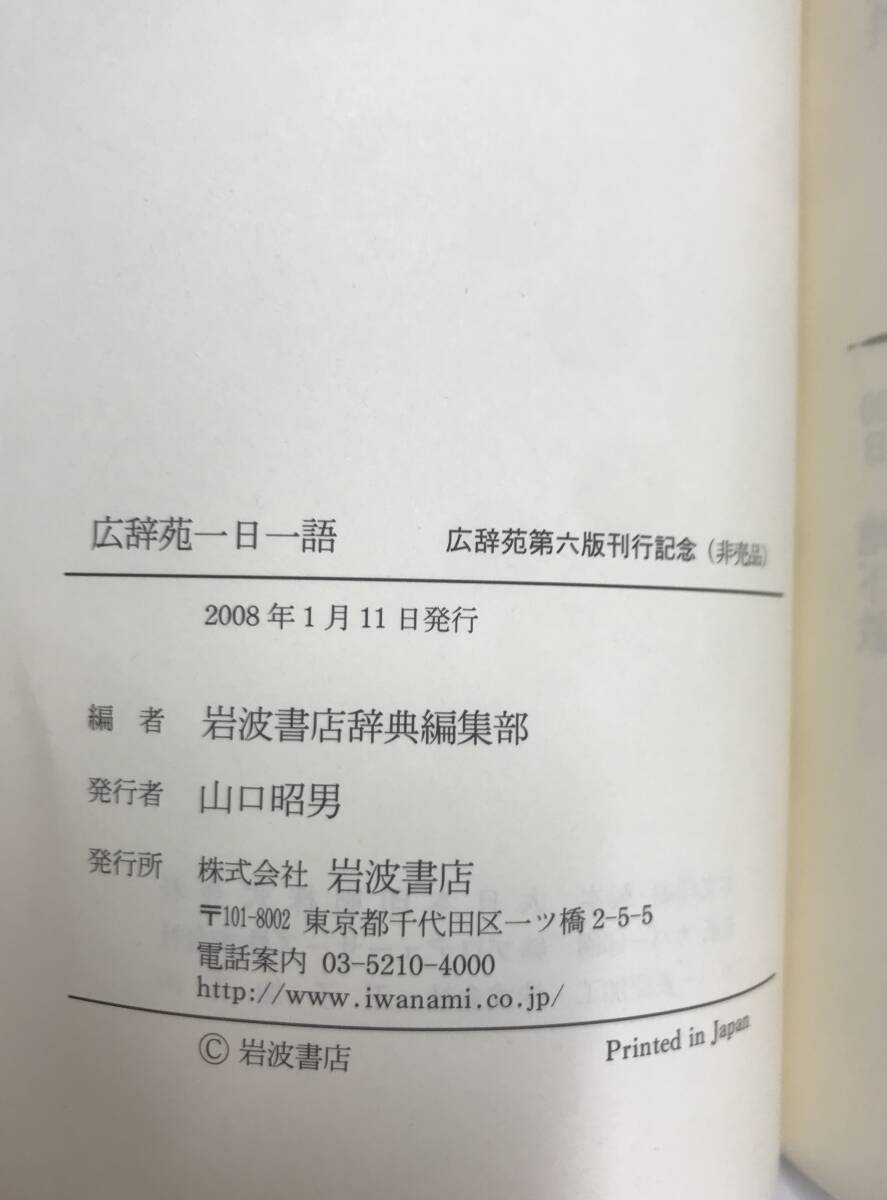 広辞苑一日一語 広辞苑第六版刊行記念(非売品)
2008年1月11日発行
編者 岩波書店辞典編集部
発行者 山口昭男
発行所 株式会社 岩波書店
〒101-8002 東京都千代田区一ツ橋2-5-5
電話案内 03-5210-4000
http://www.iwanami.co.jp/
© 岩波書店 Printed in Japan